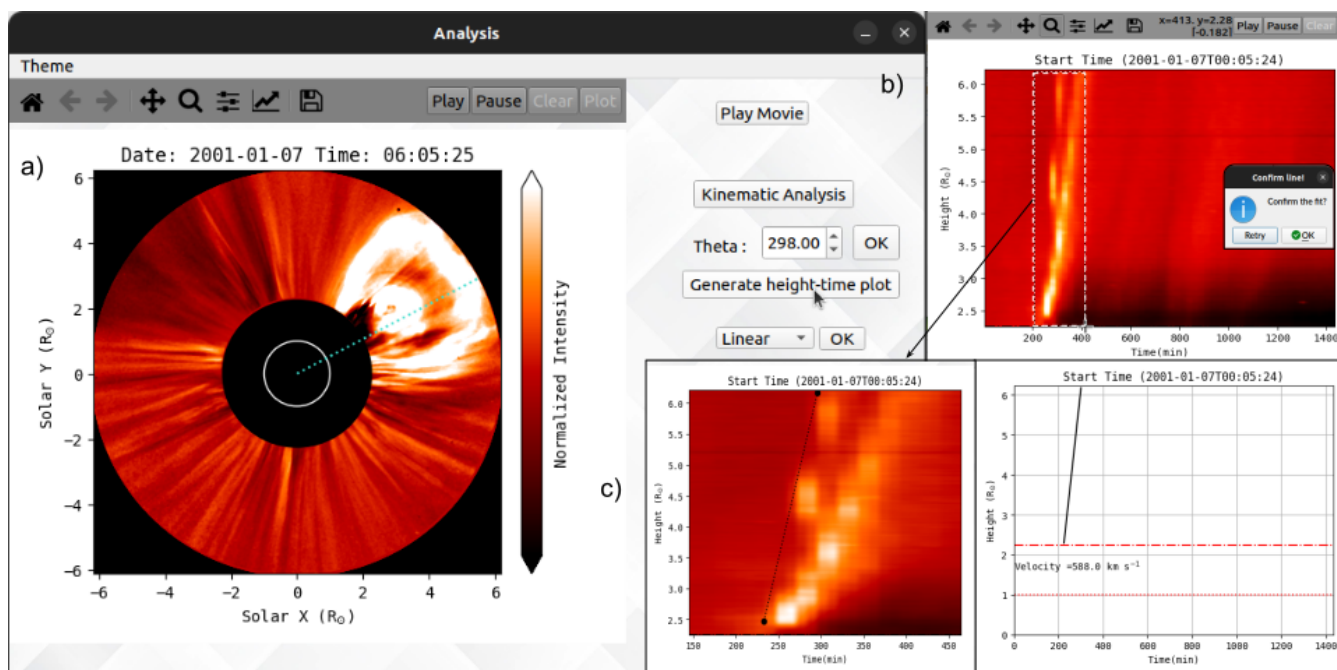 Analysis
Theme
Play Pause Clear Plot
a)
Date: 2001-01-07 Time: 06:05:25
Solar Y (R☉)
6
4
2
0
−2
−4
−6
−6 −4 −2 0 2 4 6
Solar X (R☉)
Normalized Intensity
Play Movie
Kinematic Analysis
Theta : 298.00 OK
Generate height-time plot
Linear OK
b)
x=413, y=2.28
[-0.182]
Play Pause Clear
Start Time (2001-01-07T00:05:24)
Height (R☉)
6.0
5.5
5.0
4.5
4.0
3.5
3.0
2.5
200 400 600 800 1000 1200 1400
Time(min)
Confirm line!
Confirm the fit?
Retry OK
c)
Start Time (2001-01-07T00:05:24)
Height (R☉)
6.0
5.5
5.0
4.5
4.0
3.5
3.0
2.5
150 200 250 300 350 400 450
Time(min)
Start Time (2001-01-07T00:05:24)
Height (R☉)
6
5
4
3
2
Velocity =588.0 km s⁻¹
1
0
0 200 400 600 800 1000 1200 1400
Time(min)